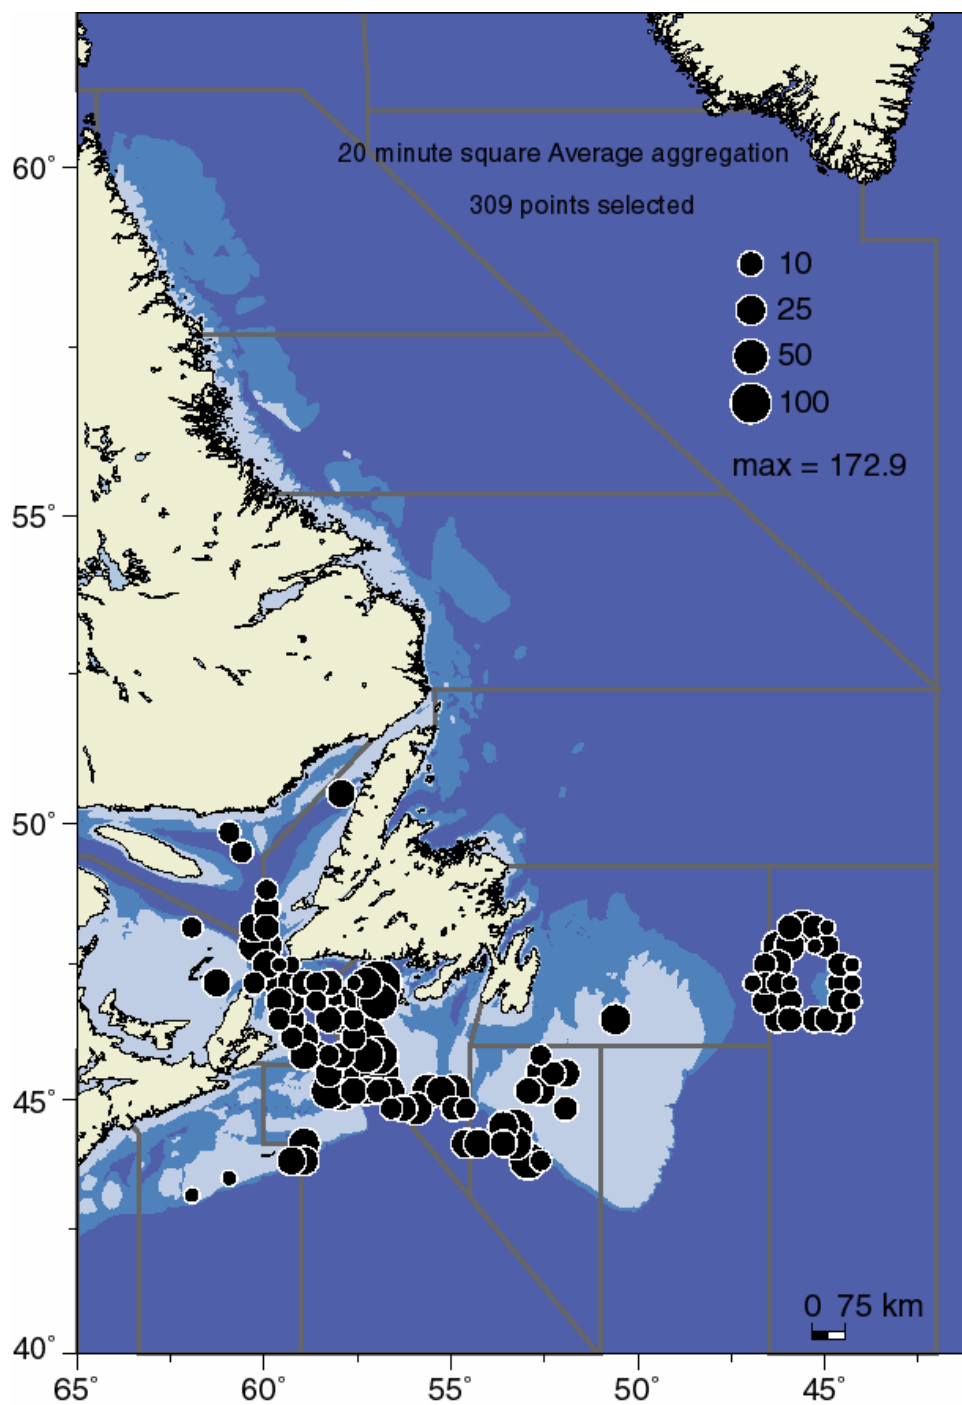 60°
20 minute square Average aggregation
309 points selected
10
25
50
100
max = 172.9
55°
50°
45°
0 75 km
40°
65° 60° 55° 50° 45°